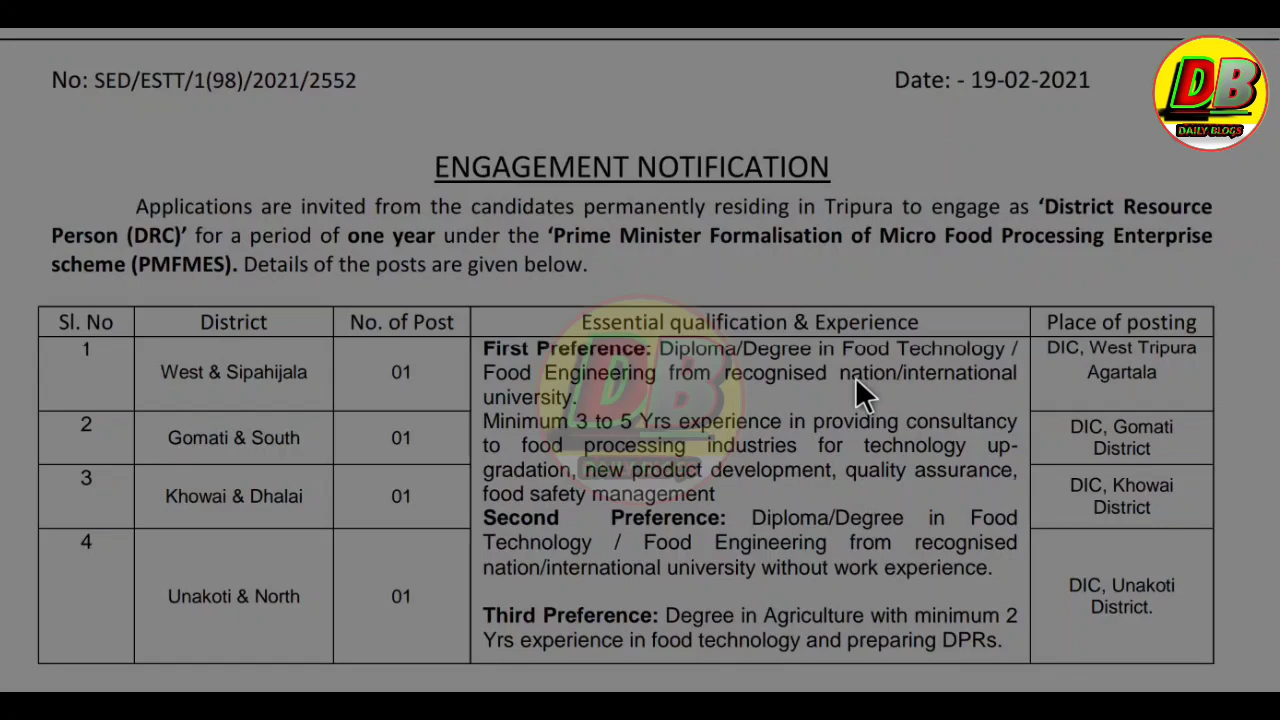 No: SED/ESTT/1(98)/2021/2552 Date: - 19-02-2021
DB
DAILY BLOGS
ENGAGEMENT NOTIFICATION
Applications are invited from the candidates permanently residing in Tripura to engage as ‘District Resource
Person (DRC)’ for a period of one year under the ‘Prime Minister Formalisation of Micro Food Processing Enterprise
scheme (PMFMES). Details of the posts are given below.
Sl. No District No. of Post Essential qualification & Experience Place of posting
1
West & Sipahijala
01
2
Gomati & South
01
3
Khowai & Dhalai
01
4
Unakoti & North
01
First Preference: Diploma/Degree in Food Technology /
Food Engineering from recognised nation/international
university.
Minimum 3 to 5 Yrs experience in providing consultancy
to food processing industries for technology up-
gradation, new product development, quality assurance,
food safety management
Second Preference: Diploma/Degree in Food
Technology / Food Engineering from recognised
nation/international university without work experience.
Third Preference: Degree in Agriculture with minimum 2
Yrs experience in food technology and preparing DPRs.
DIC, West Tripura
Agartala
DIC, Gomati
District
DIC, Khowai
District
DIC, Unakoti
District.
DB